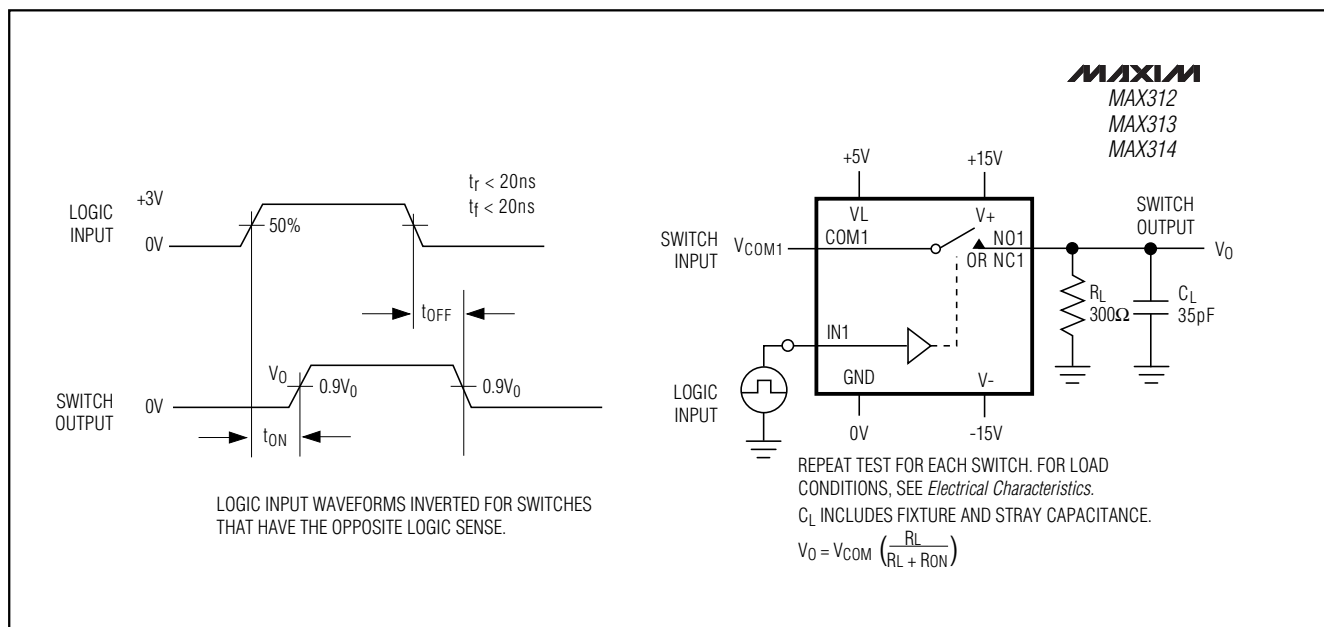 MAXIM
MAX312
MAX313
MAX314
LOGIC
INPUT
+3V
0V
50%
tr < 20ns
tf < 20ns
tOFF
SWITCH
OUTPUT
VO
0V
0.9V0
0.9V0
tON
LOGIC INPUT WAVEFORMS INVERTED FOR SWITCHES
THAT HAVE THE OPPOSITE LOGIC SENSE.
+5V
+15V
VL
V+
SWITCH
INPUT
VCOM1
COM1
NO1
OR NC1
SWITCH
OUTPUT
VO
RL
300Ω
CL
35pF
IN1
LOGIC
INPUT
GND
V-
0V
-15V
REPEAT TEST FOR EACH SWITCH. FOR LOAD
CONDITIONS, SEE Electrical Characteristics.
CL INCLUDES FIXTURE AND STRAY CAPACITANCE.
VO = VCOM (RL / RL + RON)